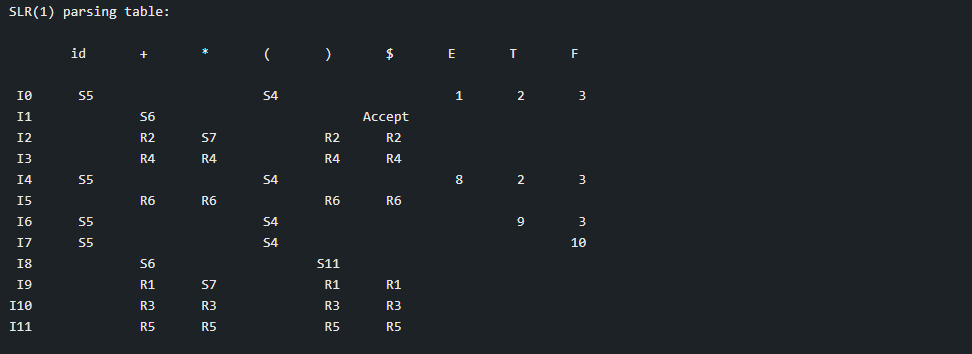 SLR(1) parsing table:
id + * ( ) $ E T F
I0 S5 S4 1 2 3
I1 S6 Accept
I2 R2 S7 R2 R2
I3 R4 R4 R4 R4
I4 S5 S4 8 2 3
I5 R6 R6 R6 R6
I6 S5 S4 9 3
I7 S5 S4 10
I8 S6 S11
I9 R1 S7 R1 R1
I10 R3 R3 R3 R3
I11 R5 R5 R5 R5